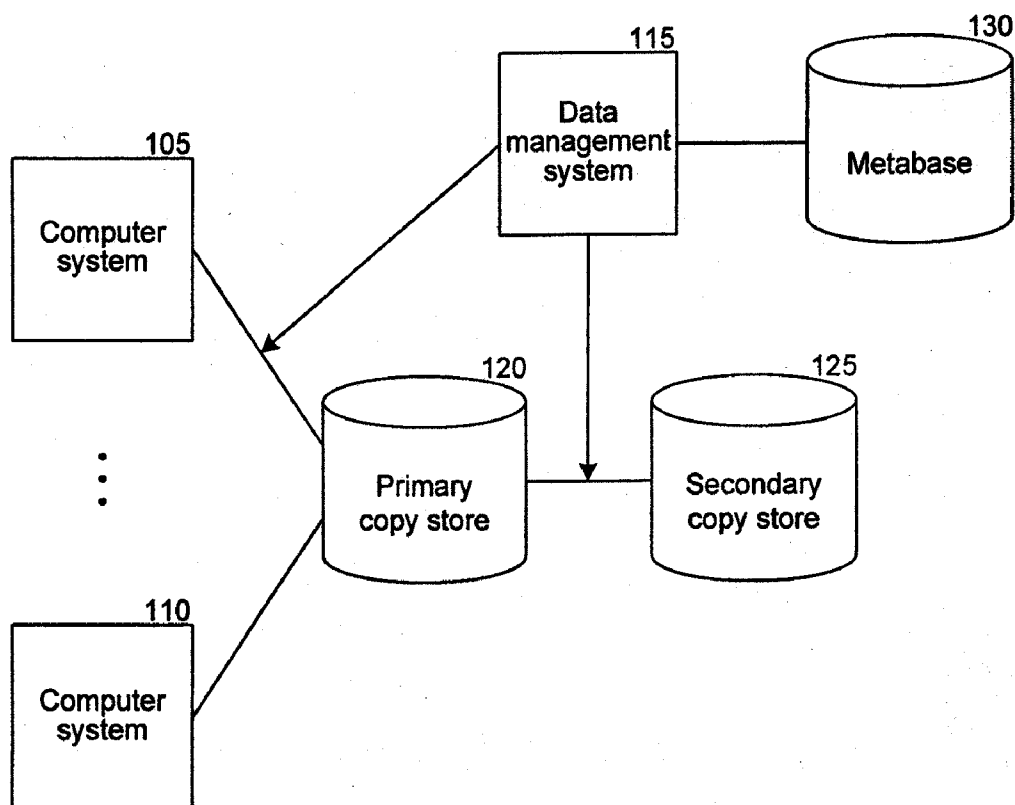 130
115
Data
management
system
Metabase
105
Computer
system
120
125
Primary
copy store
Secondary
copy store
110
Computer
system